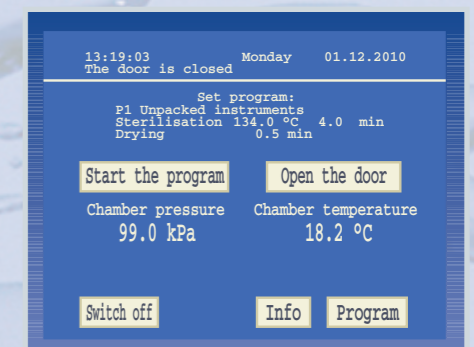 13:19:03 Monday 01.12.2010
The door is closed
Set program:
P1 Unpacked instruments
Sterilisation 134.0 ºC 4.0 min
Drying 0.5 min
Start the program Open the door
Chamber pressure Chamber temperature
99.0 kPa 18.2 ºC
Switch off Info Program